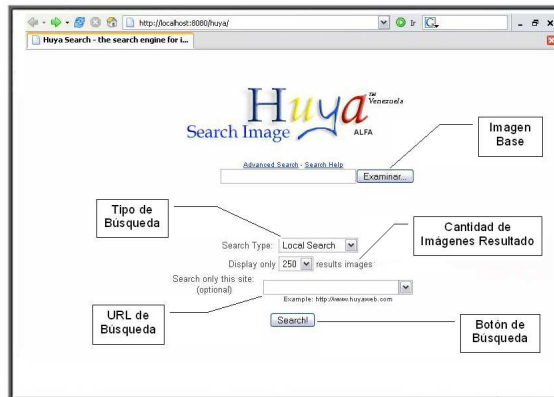 http://localhost:8080/huya/
Ir
Huya Search - the search engine for i...
Huya
TM
Venezuela
Search Image
ALFA
Imagen
Base
Advanced Search - Search Help
Examinar...
Tipo de
Búsqueda
Cantidad de
Imágenes Resultado
Search Type: Local Search
Display only 250 results images
Search only this site:
(optional)
Example: http://www.huyaweb.com
URL de
Búsqueda
Search!
Botón de
Búsqueda